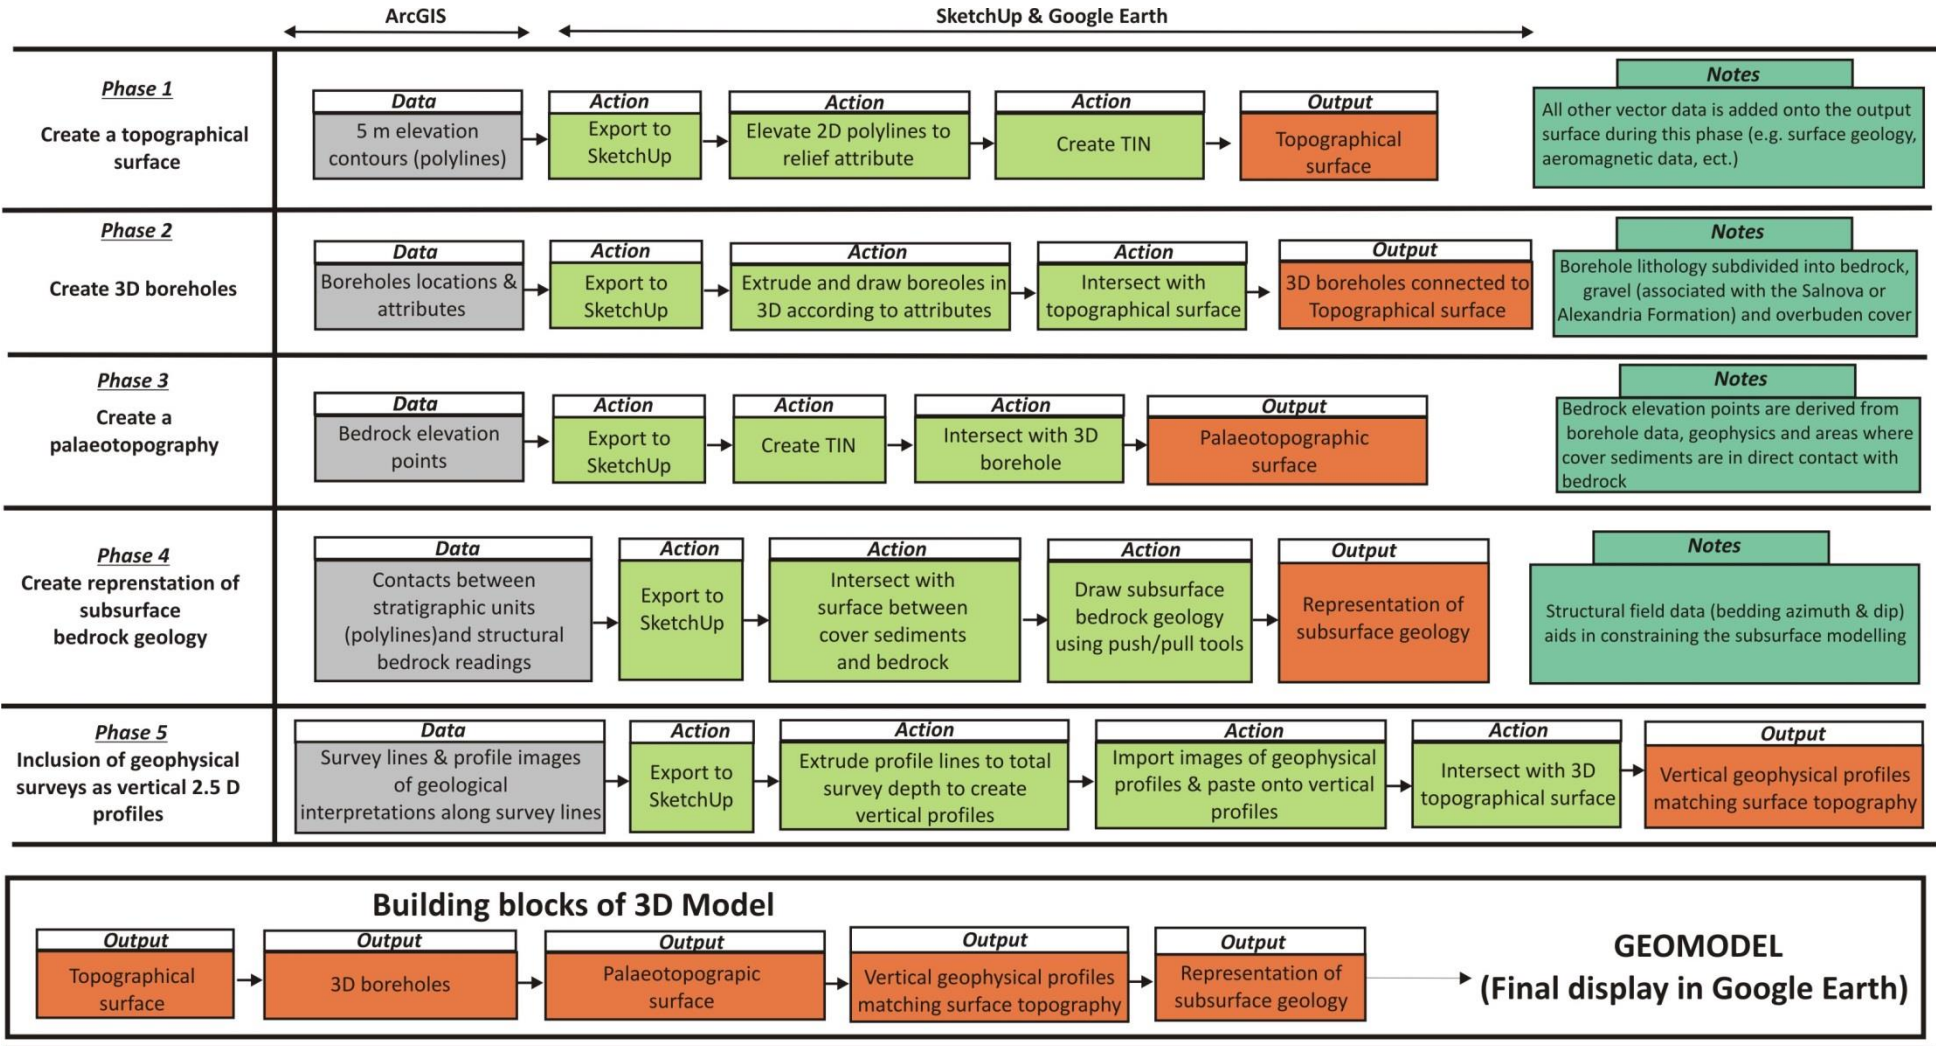 ArcGIS
SketchUp & Google Earth
Phase 1
Create a topographical
surface
Data
5 m elevation
contours (polylines)
Action
Export to
SketchUp
Action
Elevate 2D polylines to
relief attribute
Action
Create TIN
Output
Topographical
surface
Notes
All other vector data is added onto the output
surface during this phase (e.g. surface geology,
aeromagnetic data, ect.)
Phase 2
Create 3D boreholes
Data
Boreholes locations &
attributes
Action
Export to
SketchUp
Action
Extrude and draw boreoles in
3D according to attributes
Action
Intersect with
topographical surface
Output
3D boreholes connected to
Topographical surface
Notes
Borehole lithology subdivided into bedrock,
gravel (associated with the Salnova or
Alexandria Formation) and overbuden cover
Phase 3
Create a
palaeotopography
Data
Bedrock elevation
points
Action
Export to
SketchUp
Action
Create TIN
Action
Intersect with 3D
borehole
Output
Palaeotopographic
surface
Notes
Bedrock elevation points are derived from
borehole data, geophysics and areas where
cover sediments are in direct contact with
bedrock
Phase 4
Create reprenstation of
subsurface
bedrock geology
Data
Contacts between
stratigraphic units
(polylines)and structural
bedrock readings
Action
Export to
SketchUp
Action
Intersect with
surface between
cover sediments
and bedrock
Action
Draw subsurface
bedrock geology
using push/pull tools
Output
Representation of
subsurface geology
Notes
Structural field data (bedding azimuth & dip)
aids in constraining the subsurface modelling
Phase 5
Inclusion of geophysical
surveys as vertical 2.5 D
profiles
Data
Survey lines & profile images
of geological
interpretations along survey lines
Action
Export to
SketchUp
Action
Extrude profile lines to total
survey depth to create
vertical profiles
Action
Import images of geophysical
profiles & paste onto vertical
profiles
Action
Intersect with 3D
topographical surface
Output
Vertical geophysical profiles
matching surface topography
Building blocks of 3D Model
Output
Topographical
surface
Output
3D boreholes
Output
Palaeotopograpic
surface
Output
Vertical geophysical profiles
matching surface topography
Output
Representation of
subsurface geology
GEOMODEL
(Final display in Google Earth)